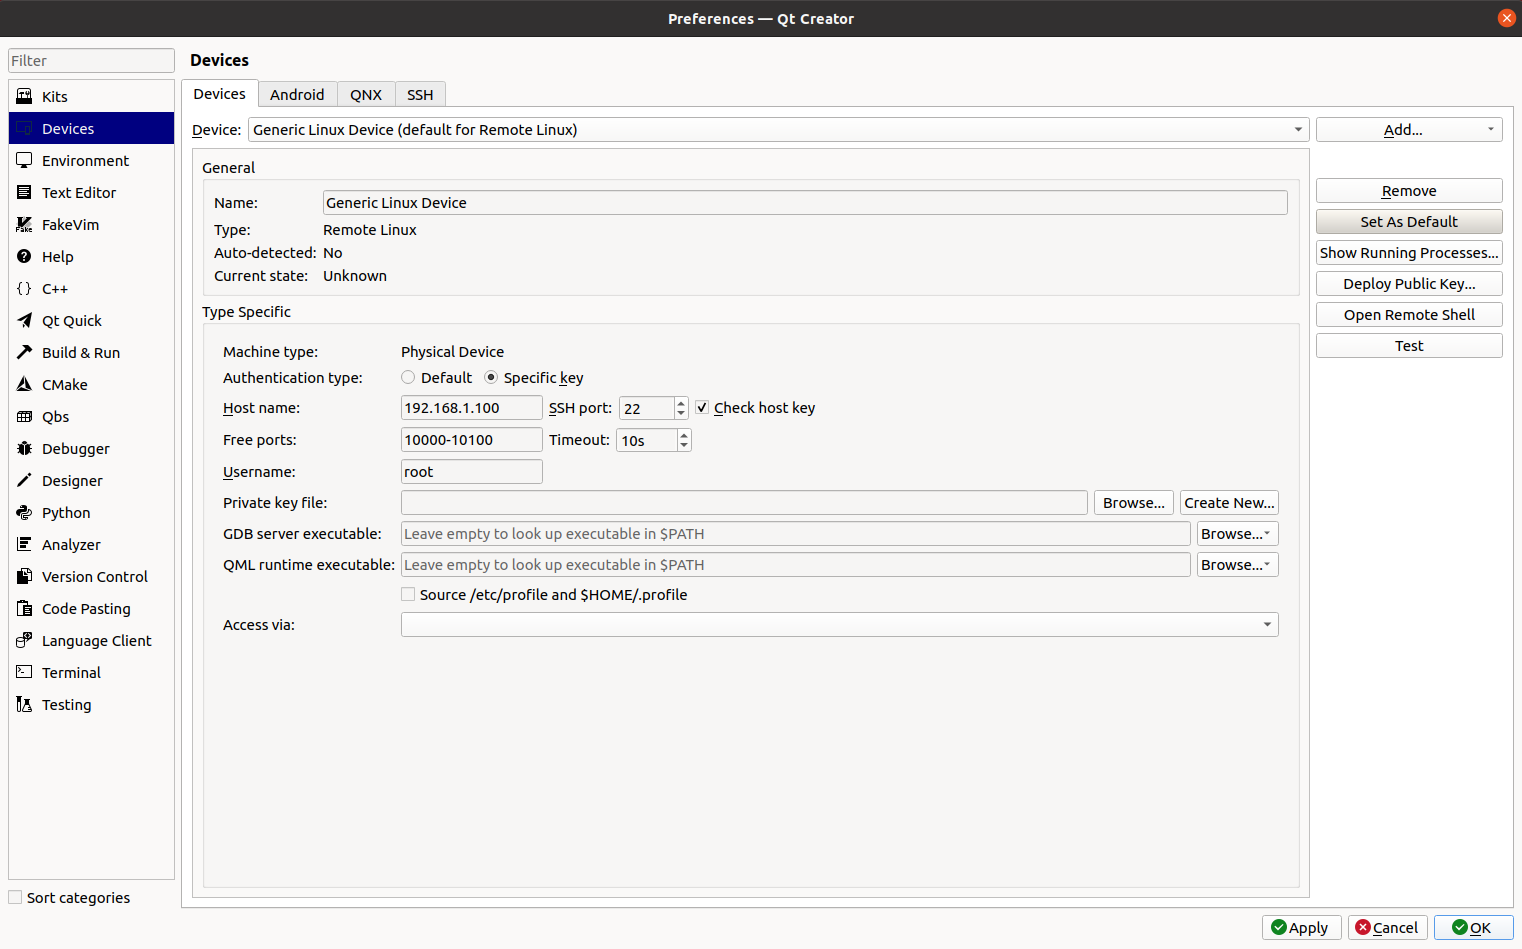 Preferences — Qt Creator
Filter
Kits
Devices
Environment
Text Editor
FakeVim
Help
C++
Qt Quick
Build & Run
CMake
Qbs
Debugger
Designer
Python
Analyzer
Version Control
Code Pasting
Language Client
Terminal
Testing
Sort categories
Devices
Devices Android QNX SSH
Device: Generic Linux Device (default for Remote Linux)
General
Name: Generic Linux Device
Type: Remote Linux
Auto-detected: No
Current state: Unknown
Type Specific
Machine type: Physical Device
Authentication type: Default Specific key
Host name: 192.168.1.100 SSH port: 22 Check host key
Free ports: 10000-10100 Timeout: 10s
Username: root
Private key file: Browse... Create New...
GDB server executable: Leave empty to look up executable in $PATH Browse...
QML runtime executable: Leave empty to look up executable in $PATH Browse...
Source /etc/profile and $HOME/.profile
Access via:
Add...
Remove
Set As Default
Show Running Processes...
Deploy Public Key...
Open Remote Shell
Test
Apply Cancel OK